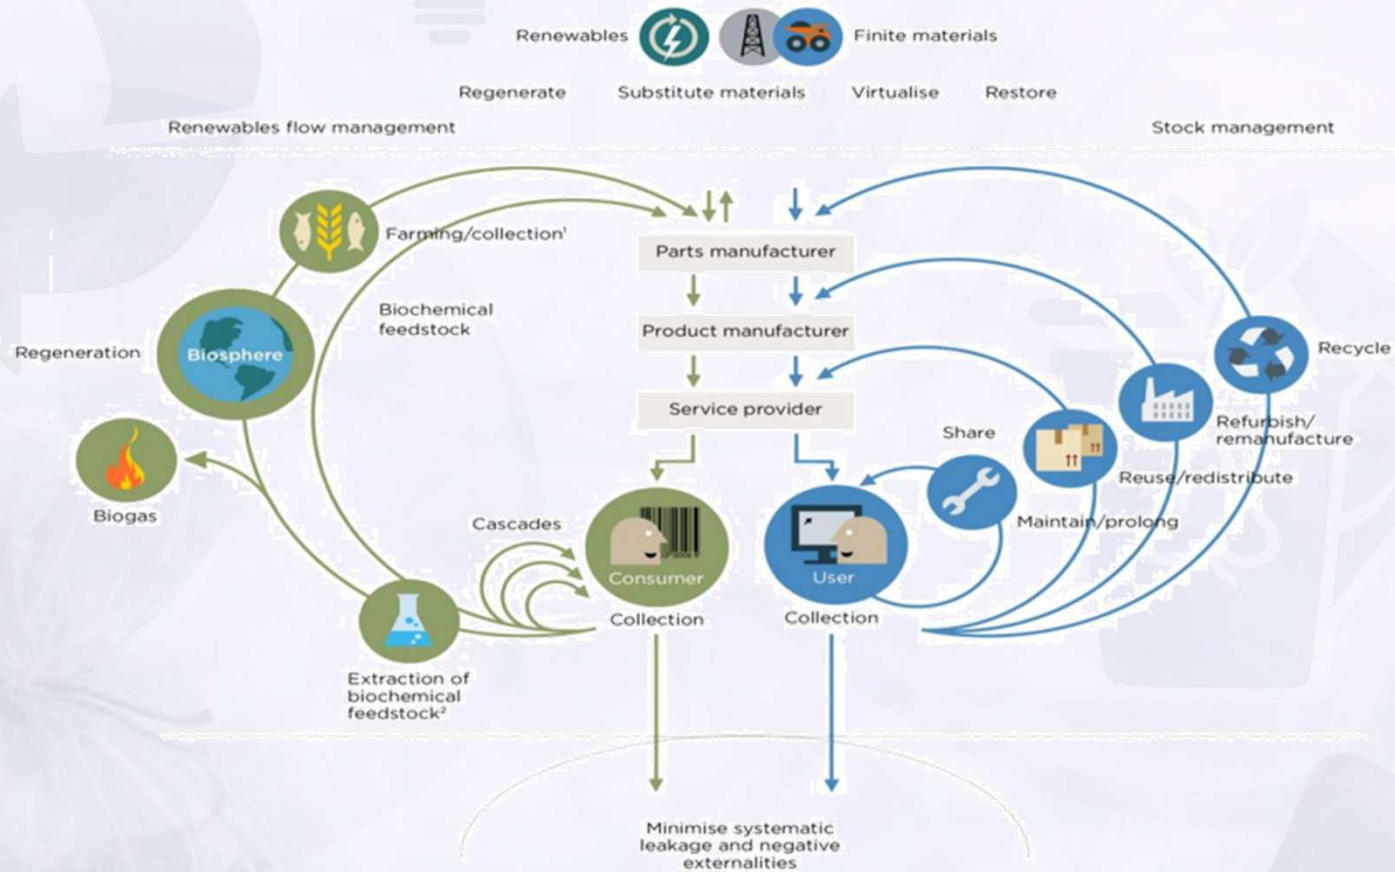 Renewables
Finite materials
Regenerate
Substitute materials
Virtualise
Restore
Renewables flow management
Stock management
Farming/collection¹
Parts manufacturer
Biochemical
feedstock
Product manufacturer
Regeneration
Biosphere
Recycle
Service provider
Refurbish/
remanufacture
Share
Reuse/redistribute
Biogas
Maintain/prolong
Cascades
Consumer
User
Collection
Collection
Extraction of
biochemical
feedstock²
Minimise systematic
leakage and negative
externalities